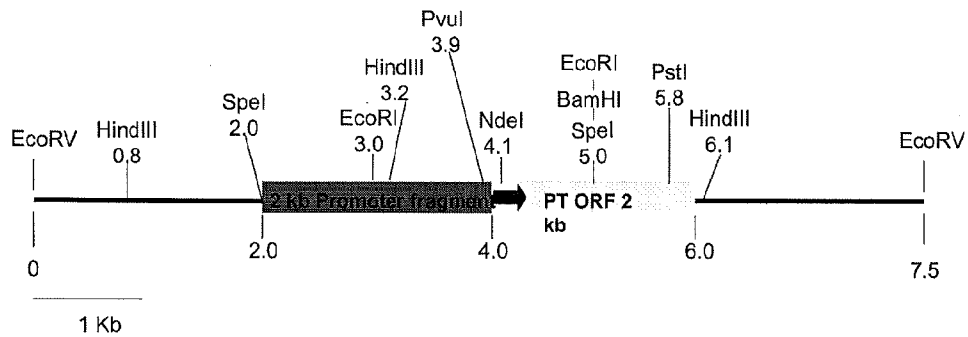 PvuI
3.9
HindIII
3.2
EcoRI
3.0
SpeI
2.0
EcoRV
HindIII
0.8
NdeI
4.1
EcoRI
BamHI
SpeI
5.0
PstI
5.8
HindIII
6.1
EcoRV
2 kb Promoter fragment
PT ORF 2
kb
0
2.0
4.0
6.0
7.5
1 Kb